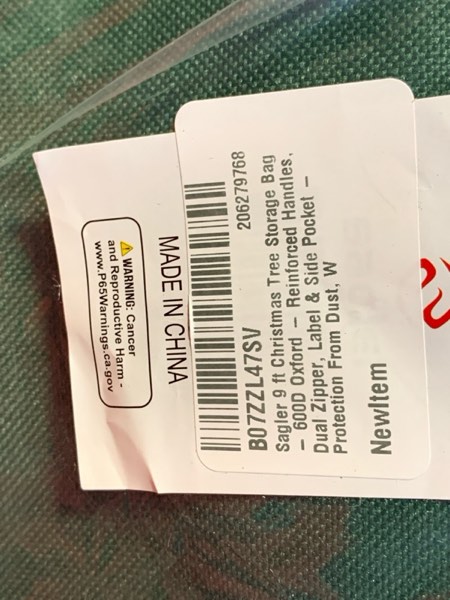 ⚠ WARNING: Cancer
and Reproductive Harm -
www.P65Warnings.ca.gov
MADE IN CHINA
B07ZZL47SV 206279768
Sagler 9 ft Christmas Tree Storage Bag
– 600D Oxford – Reinforced Handles,
Dual Zipper, Label & Side Pocket –
Protection From Dust, W
NewItem